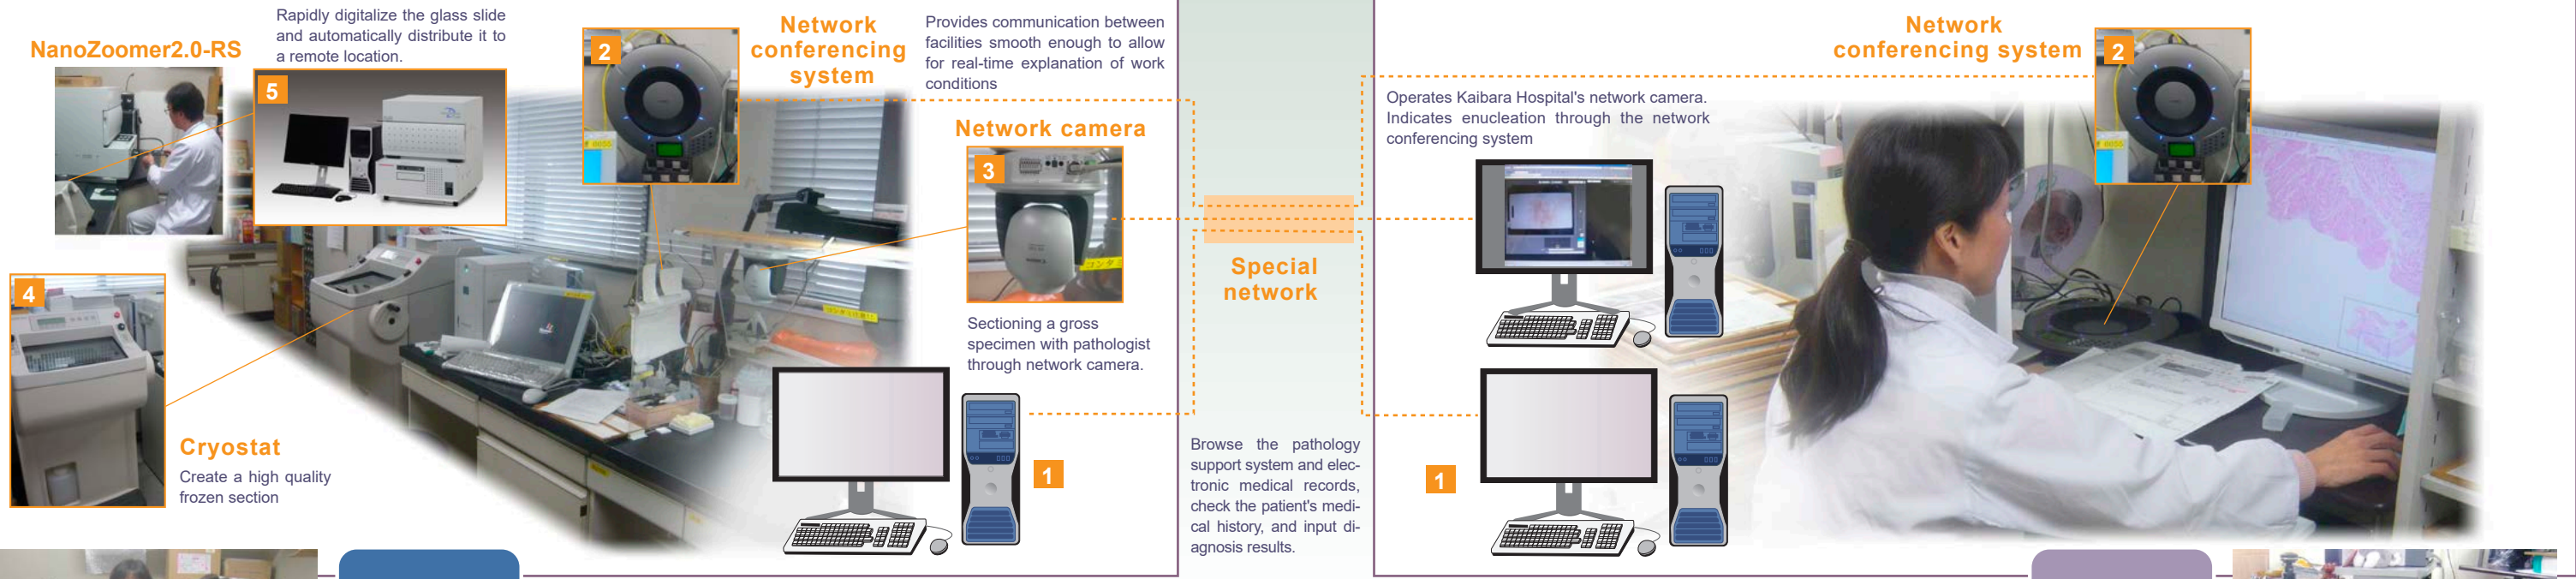 NanoZoomer2.0-RS
Rapidly digitalize the glass slide
and automatically distribute it to
a remote location.
5
2
Network
conferencing
system
Provides communication between
facilities smooth enough to allow
for real-time explanation of work
conditions
Network camera
3
Sectioning a gross
specimen with pathologist
through network camera.
4
Cryostat
Create a high quality
frozen section
1
Special
network
Browse the pathology
support system and elec-
tronic medical records,
check the patient's medi-
cal history, and input di-
agnosis results.
Network
conferencing system
2
Operates Kaibara Hospital's network camera.
Indicates enucleation through the network
conferencing system
1